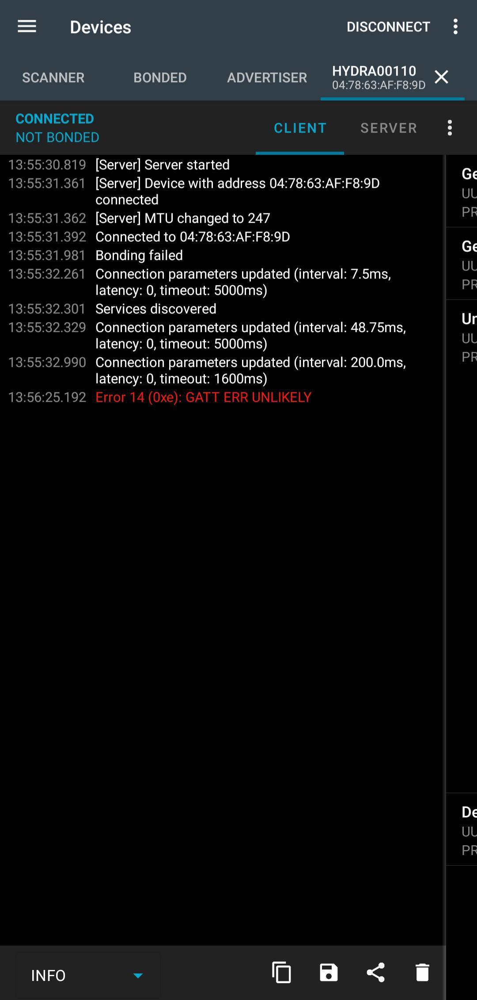 Devices
DISCONNECT
SCANNER
BONDED
ADVERTISER
HYDRA00110
04:78:63:AF:F8:9D
CONNECTED
NOT BONDED
CLIENT
SERVER
13:55:30.819 [Server] Server started
13:55:31.361 [Server] Device with address 04:78:63:AF:F8:9D
connected
13:55:31.362 [Server] MTU changed to 247
13:55:31.392 Connected to 04:78:63:AF:F8:9D
13:55:31.981 Bonding failed
13:55:32.261 Connection parameters updated (interval: 7.5ms,
latency: 0, timeout: 5000ms)
13:55:32.301 Services discovered
13:55:32.329 Connection parameters updated (interval: 48.75ms,
latency: 0, timeout: 5000ms)
13:55:32.990 Connection parameters updated (interval: 200.0ms,
latency: 0, timeout: 1600ms)
13:56:25.192 Error 14 (0xe): GATT ERR UNLIKELY
Ge
UU
PR
Ge
UU
PR
Un
UU
PR
De
UU
PR
INFO